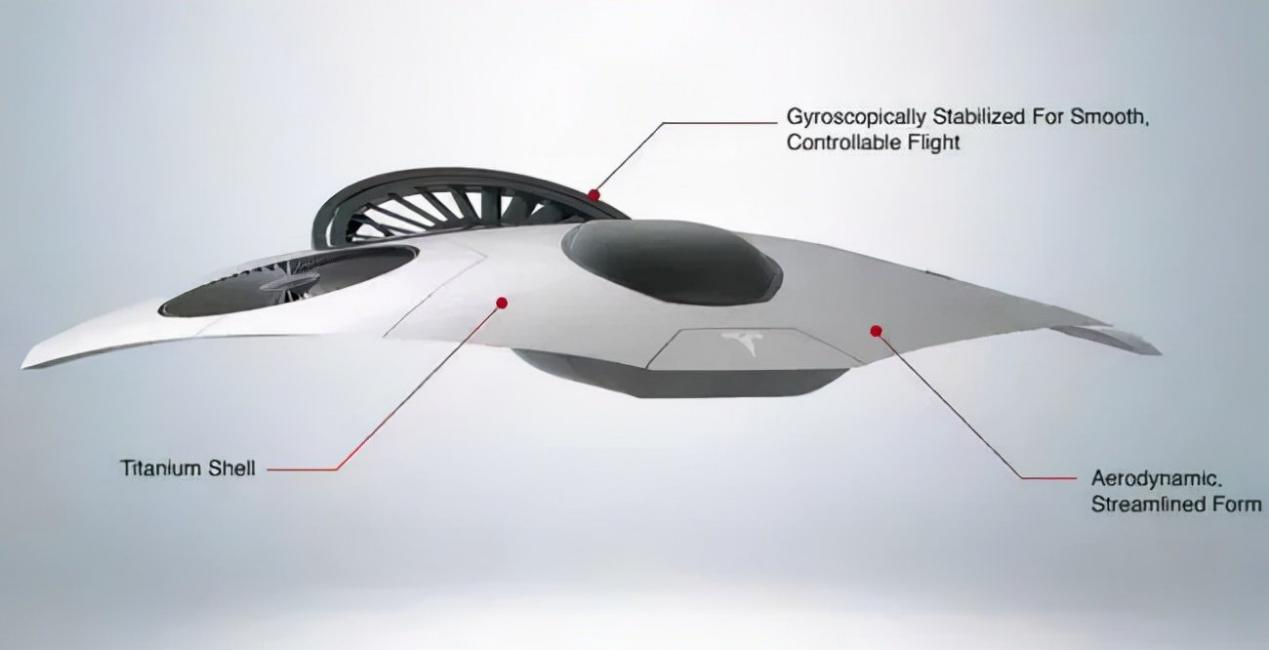 Gyroscopically Stabilized For Smooth,
Controllable Flight
Titanium Shell
Aerodynamic.
Streamlined Form